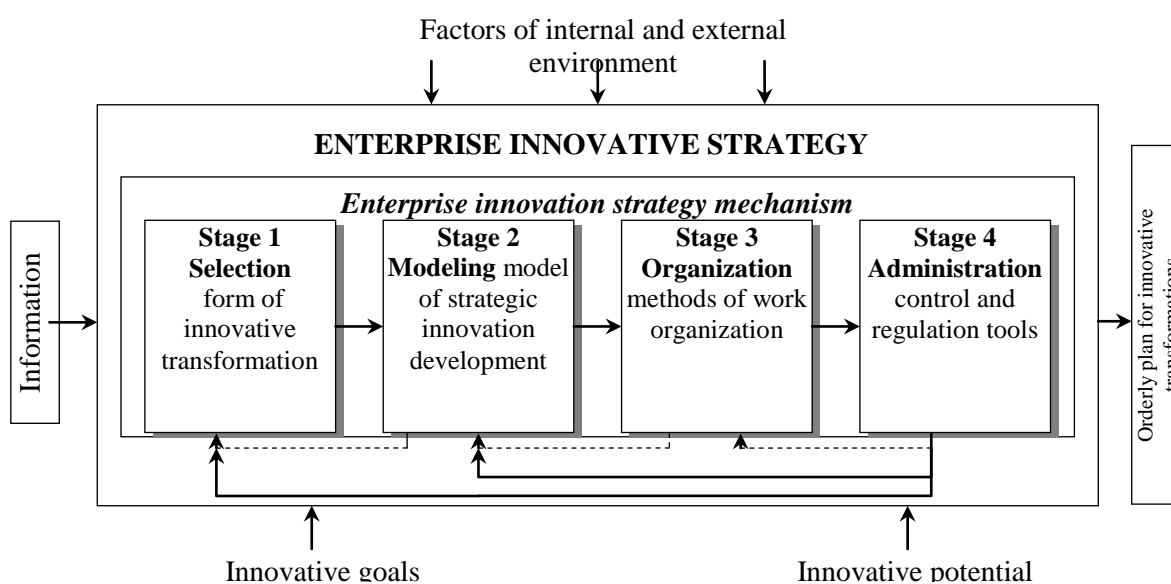 Factors of internal and external
environment
ENTERPRISE INNOVATIVE STRATEGY
Enterprise innovation strategy mechanism
Information
Stage 1
Selection
form of
innovative
transformation
Stage 2
Modeling model
of strategic
innovation
development
Stage 3
Organization
methods of work
organization
Stage 4
Administration
control and
regulation tools
Orderly plan for innovative
transformations
Innovative goals
Innovative potential